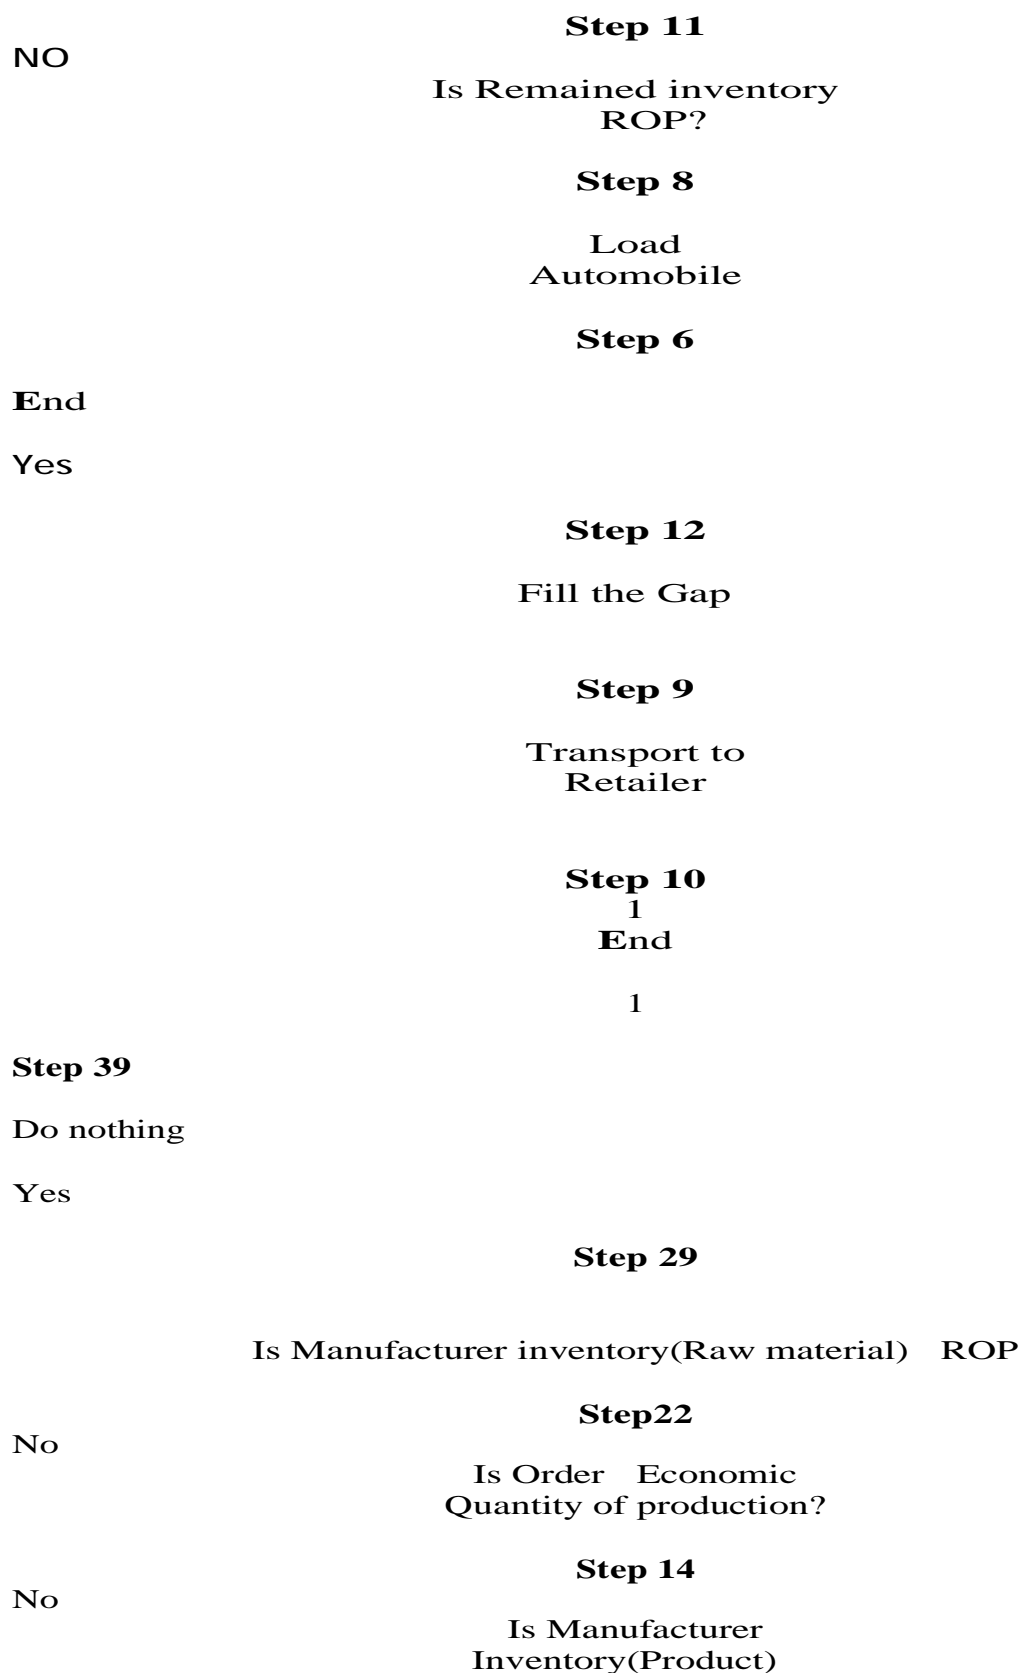 Step 11
NO
Is Remained inventory
ROP?
Step 8
Load
Automobile
Step 6
End
Yes
Step 12
Fill the Gap
Step 9
Transport to
Retailer
Step 10
1
End
1
Step 39
Do nothing
Yes
Step 29
Is Manufacturer inventory(Raw material) ROP
Step22
No
Is Order Economic
Quantity of production?
Step 14
No
Is Manufacturer
Inventory(Product)